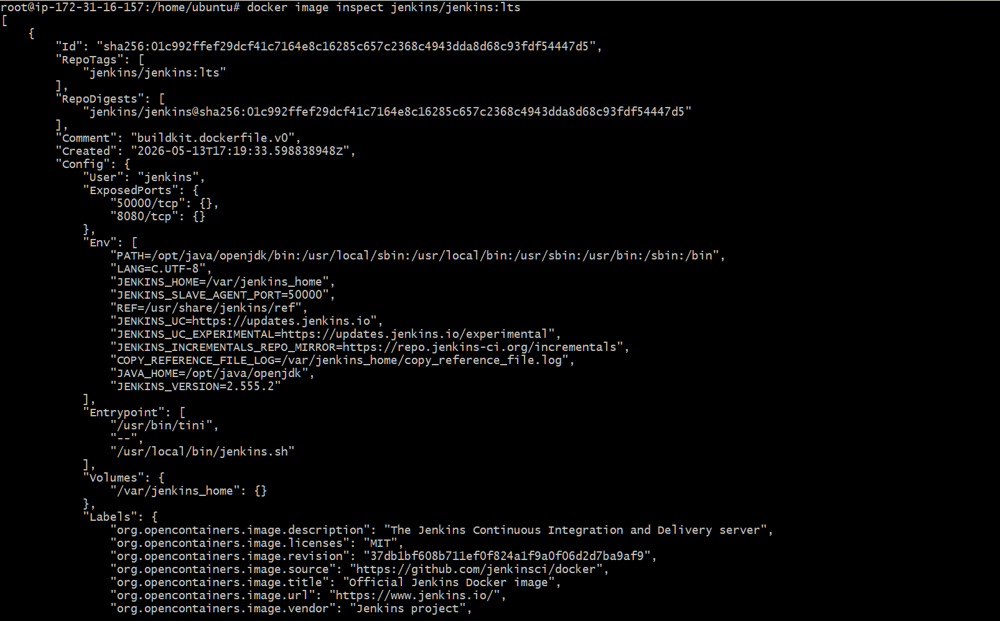 root@ip-172-31-16-157:/home/ubuntu# docker image inspect jenkins/jenkins:lts
[
    {
        "Id": "sha256:01c992ffef29dcf41c7164e8c16285c657c2368c4943dda8d68c93fdf54447d5",
        "RepoTags": [
            "jenkins/jenkins:lts"
        ],
        "RepoDigests": [
            "jenkins/jenkins@sha256:01c992ffef29dcf41c7164e8c16285c657c2368c4943dda8d68c93fdf54447d5"
        ],
        "Comment": "buildkit.dockerfile.v0",
        "Created": "2026-05-13T17:19:33.598838948Z",
        "Config": {
            "User": "jenkins",
            "ExposedPorts": {
                "50000/tcp": {},
                "8080/tcp": {}
            },
            "Env": [
                "PATH=/opt/java/openjdk/bin:/usr/local/sbin:/usr/local/bin:/usr/sbin:/usr/bin:/sbin:/bin",
                "LANG=C.UTF-8",
                "JENKINS_HOME=/var/jenkins_home",
                "JENKINS_SLAVE_AGENT_PORT=50000",
                "REF=/usr/share/jenkins/ref",
                "JENKINS_UC=https://updates.jenkins.io",
                "JENKINS_UC_EXPERIMENTAL=https://updates.jenkins.io/experimental",
                "JENKINS_INCREMENTALS_REPO_MIRROR=https://repo.jenkins-ci.org/incrementals",
                "COPY_REFERENCE_FILE_LOG=/var/jenkins_home/copy_reference_file.log",
                "JAVA_HOME=/opt/java/openjdk",
                "JENKINS_VERSION=2.555.2"
            ],
            "Entrypoint": [
                "/usr/bin/tini",
                "--",
                "/usr/local/bin/jenkins.sh"
            ],
            "Volumes": {
                "/var/jenkins_home": {}
            },
            "Labels": {
                "org.opencontainers.image.description": "The Jenkins Continuous Integration and Delivery server",
                "org.opencontainers.image.licenses": "MIT",
                "org.opencontainers.image.revision": "37db1bf608b711ef0f824a1f9a0f06d2d7ba9af9",
                "org.opencontainers.image.source": "https://github.com/jenkinsci/docker",
                "org.opencontainers.image.title": "Official Jenkins Docker image",
                "org.opencontainers.image.url": "https://www.jenkins.io/",
                "org.opencontainers.image.vendor": "Jenkins project",